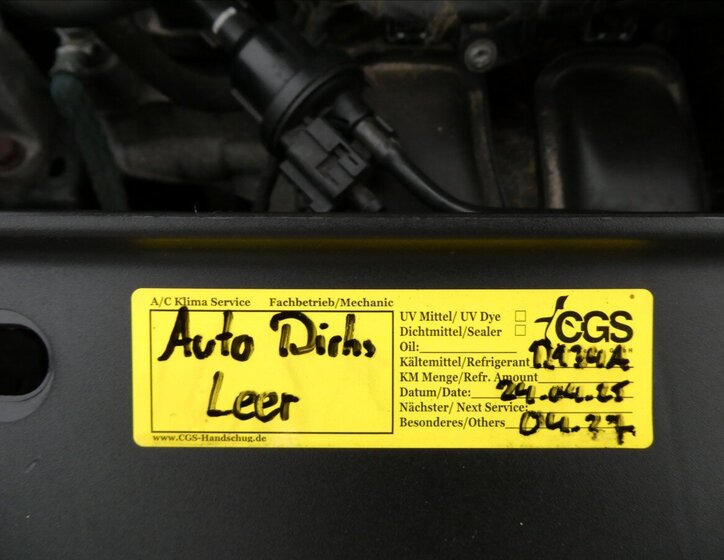 A/C Klima Service Fachbetrieb/Mechanic
Auto Dirks
Leer
www.CGS-Handschug.de
UV Mittel/ UV Dye
Dichtmittel/Sealer
Oil:
Kältemittel/Refrigerant R134A
KM Menge/Refr. Amount
Datum/Date: 24.04.25
Nächster/ Next Service:
Besonderes/Others 04.27
CGS